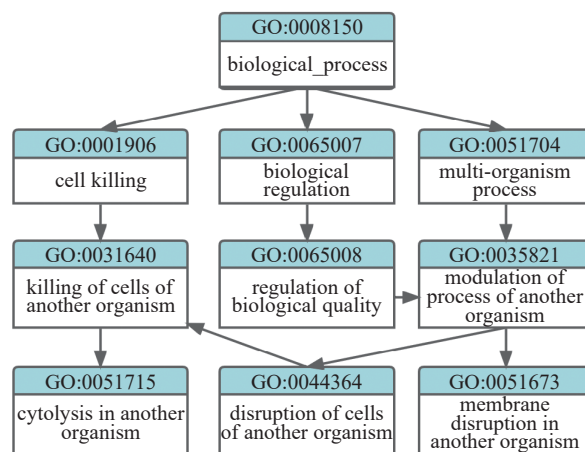 GO:0008150
biological_process
GO:0001906
cell killing
GO:0065007
biological
regulation
GO:0051704
multi-organism
process
GO:0031640
killing of cells of
another organism
GO:0065008
regulation of
biological quality
GO:0035821
modulation of
process of another
organism
GO:0051715
cytolysis in another
organism
GO:0044364
disruption of cells
of another organism
GO:0051673
membrane
disruption in
another organism